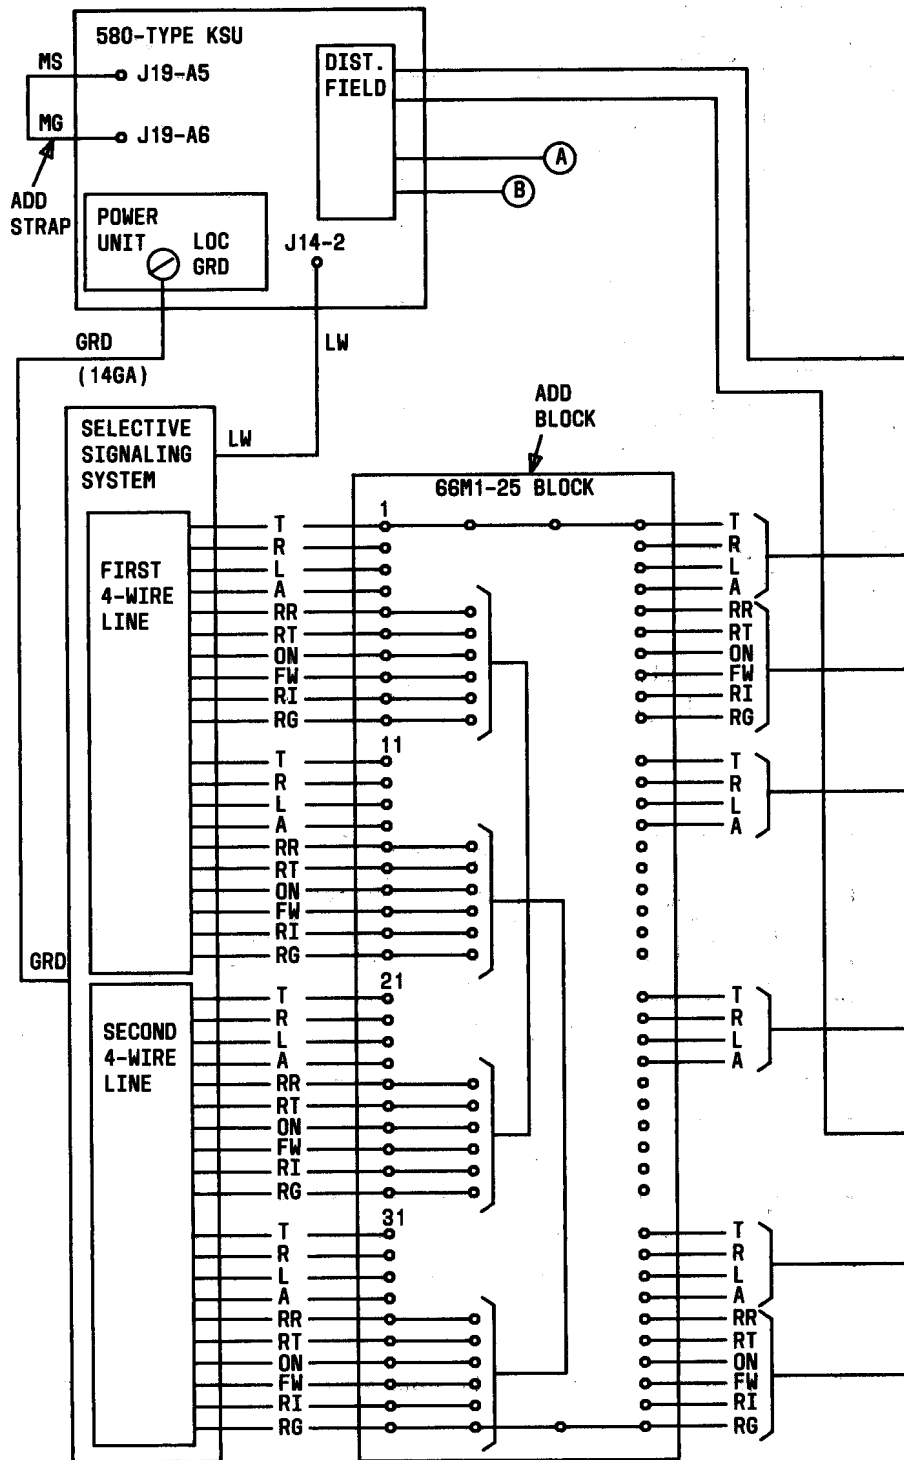 580-TYPE KSU
MS
J19-A5
MG
J19-A6
ADD
STRAP
DIST.
FIELD
A
B
POWER
UNIT
LOC
GRD
J14-2
GRD
(14GA)
LW
LW
ADD
BLOCK
SELECTIVE
SIGNALING
SYSTEM
66M1-25 BLOCK
FIRST
4-WIRE
LINE
1
T T
R R
L L
A A
RR RR
RT RT
ON ON
FW FW
RI RI
RG RG
11
T T
R R
L L
A A
RR
RT
ON
FW
RI
RG
GRD
SECOND
4-WIRE
LINE
21
T T
R R
L L
A A
RR
RT
ON
FW
RI
RG
31
T T
R R
L L
A A
RR RR
RT RT
ON ON
FW FW
RI RI
RG RG